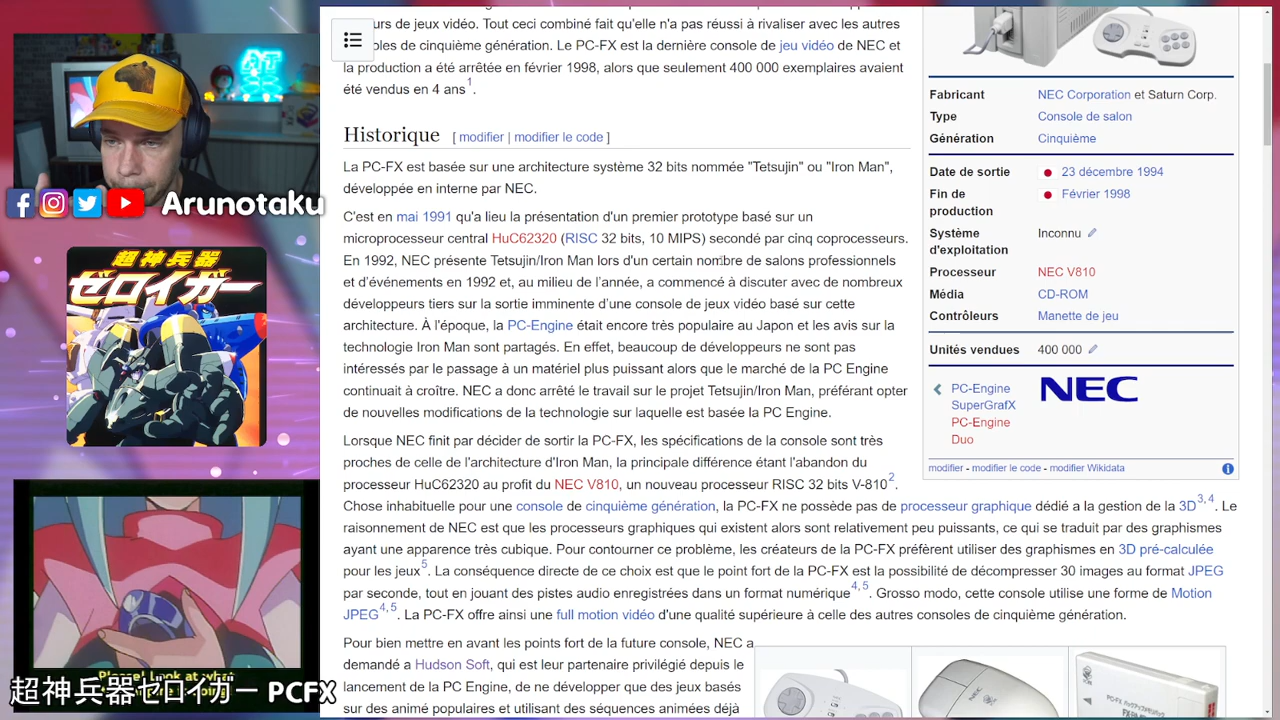 AT
Arunotaku
超神兵器
ゼロイガー
超神兵器ゼロイガー PCFX
urs de jeux vidéo. Tout ceci combiné fait qu'elle n'a pas réussi à rivaliser avec les autres
oles de cinquième génération. Le PC-FX est la dernière console de jeu vidéo de NEC et
la production a été arrêtée en février 1998, alors que seulement 400 000 exemplaires avaient
été vendus en 4 ans1.
Historique [ modifier | modifier le code ]
La PC-FX est basée sur une architecture système 32 bits nommée "Tetsujin" ou "Iron Man",
développée en interne par NEC.
C'est en mai 1991 qu'a lieu la présentation d'un premier prototype basé sur un
microprocesseur central HuC62320 (RISC 32 bits, 10 MIPS) secondé par cinq coprocesseurs.
En 1992, NEC présente Tetsujin/Iron Man lors d'un certain nombre de salons professionnels
et d'événements en 1992 et, au milieu de l'année, a commencé à discuter avec de nombreux
développeurs tiers sur la sortie imminente d'une console de jeux vidéo basé sur cette
architecture. À l'époque, la PC-Engine était encore très populaire au Japon et les avis sur la
technologie Iron Man sont partagés. En effet, beaucoup de développeurs ne sont pas
intéressés par le passage à un matériel plus puissant alors que le marché de la PC Engine
continuait à croître. NEC a donc arrêté le travail sur le projet Tetsujin/Iron Man, préférant opter
de nouvelles modifications de la technologie sur laquelle est basée la PC Engine.
Lorsque NEC finit par décider de sortir la PC-FX, les spécifications de la console sont très
proches de celle de l'architecture d'Iron Man, la principale différence étant l'abandon du
processeur HuC62320 au profit du NEC V810, un nouveau processeur RISC 32 bits V-8102.
Chose inhabituelle pour une console de cinquième génération, la PC-FX ne possède pas de processeur graphique dédié à la gestion de la 3D3,4. Le
raisonnement de NEC est que les processeurs graphiques qui existent alors sont relativement peu puissants, ce qui se traduit par des graphismes
ayant une apparence très cubique. Pour contourner ce problème, les créateurs de la PC-FX préfèrent utiliser des graphismes en 3D pré-calculée
pour les jeux5. La conséquence directe de ce choix est que le point fort de la PC-FX est la possibilité de décompresser 30 images au format JPEG
par seconde, tout en jouant des pistes audio enregistrées dans un format numérique4,5. Grosso modo, cette console utilise une forme de Motion
JPEG4,5. La PC-FX offre ainsi une full motion vidéo d'une qualité supérieure à celle des autres consoles de cinquième génération.
Pour bien mettre en avant les points fort de la future console, NEC a
demandé a Hudson Soft, qui est leur partenaire privilégié depuis le
lancement de la PC Engine, de ne développer que des jeux basés
sur des animé populaires et utilisant des séquences animées déjà
Fabricant NEC Corporation et Saturn Corp.
Type Console de salon
Génération Cinquième
Date de sortie 23 décembre 1994
Fin de production Février 1998
Système d'exploitation Inconnu
Processeur NEC V810
Média CD-ROM
Contrôleurs Manette de jeu
Unités vendues 400 000
PC-Engine
SuperGrafX
PC-Engine
Duo
NEC
modifier - modifier le code - modifier Wikidata
NEC